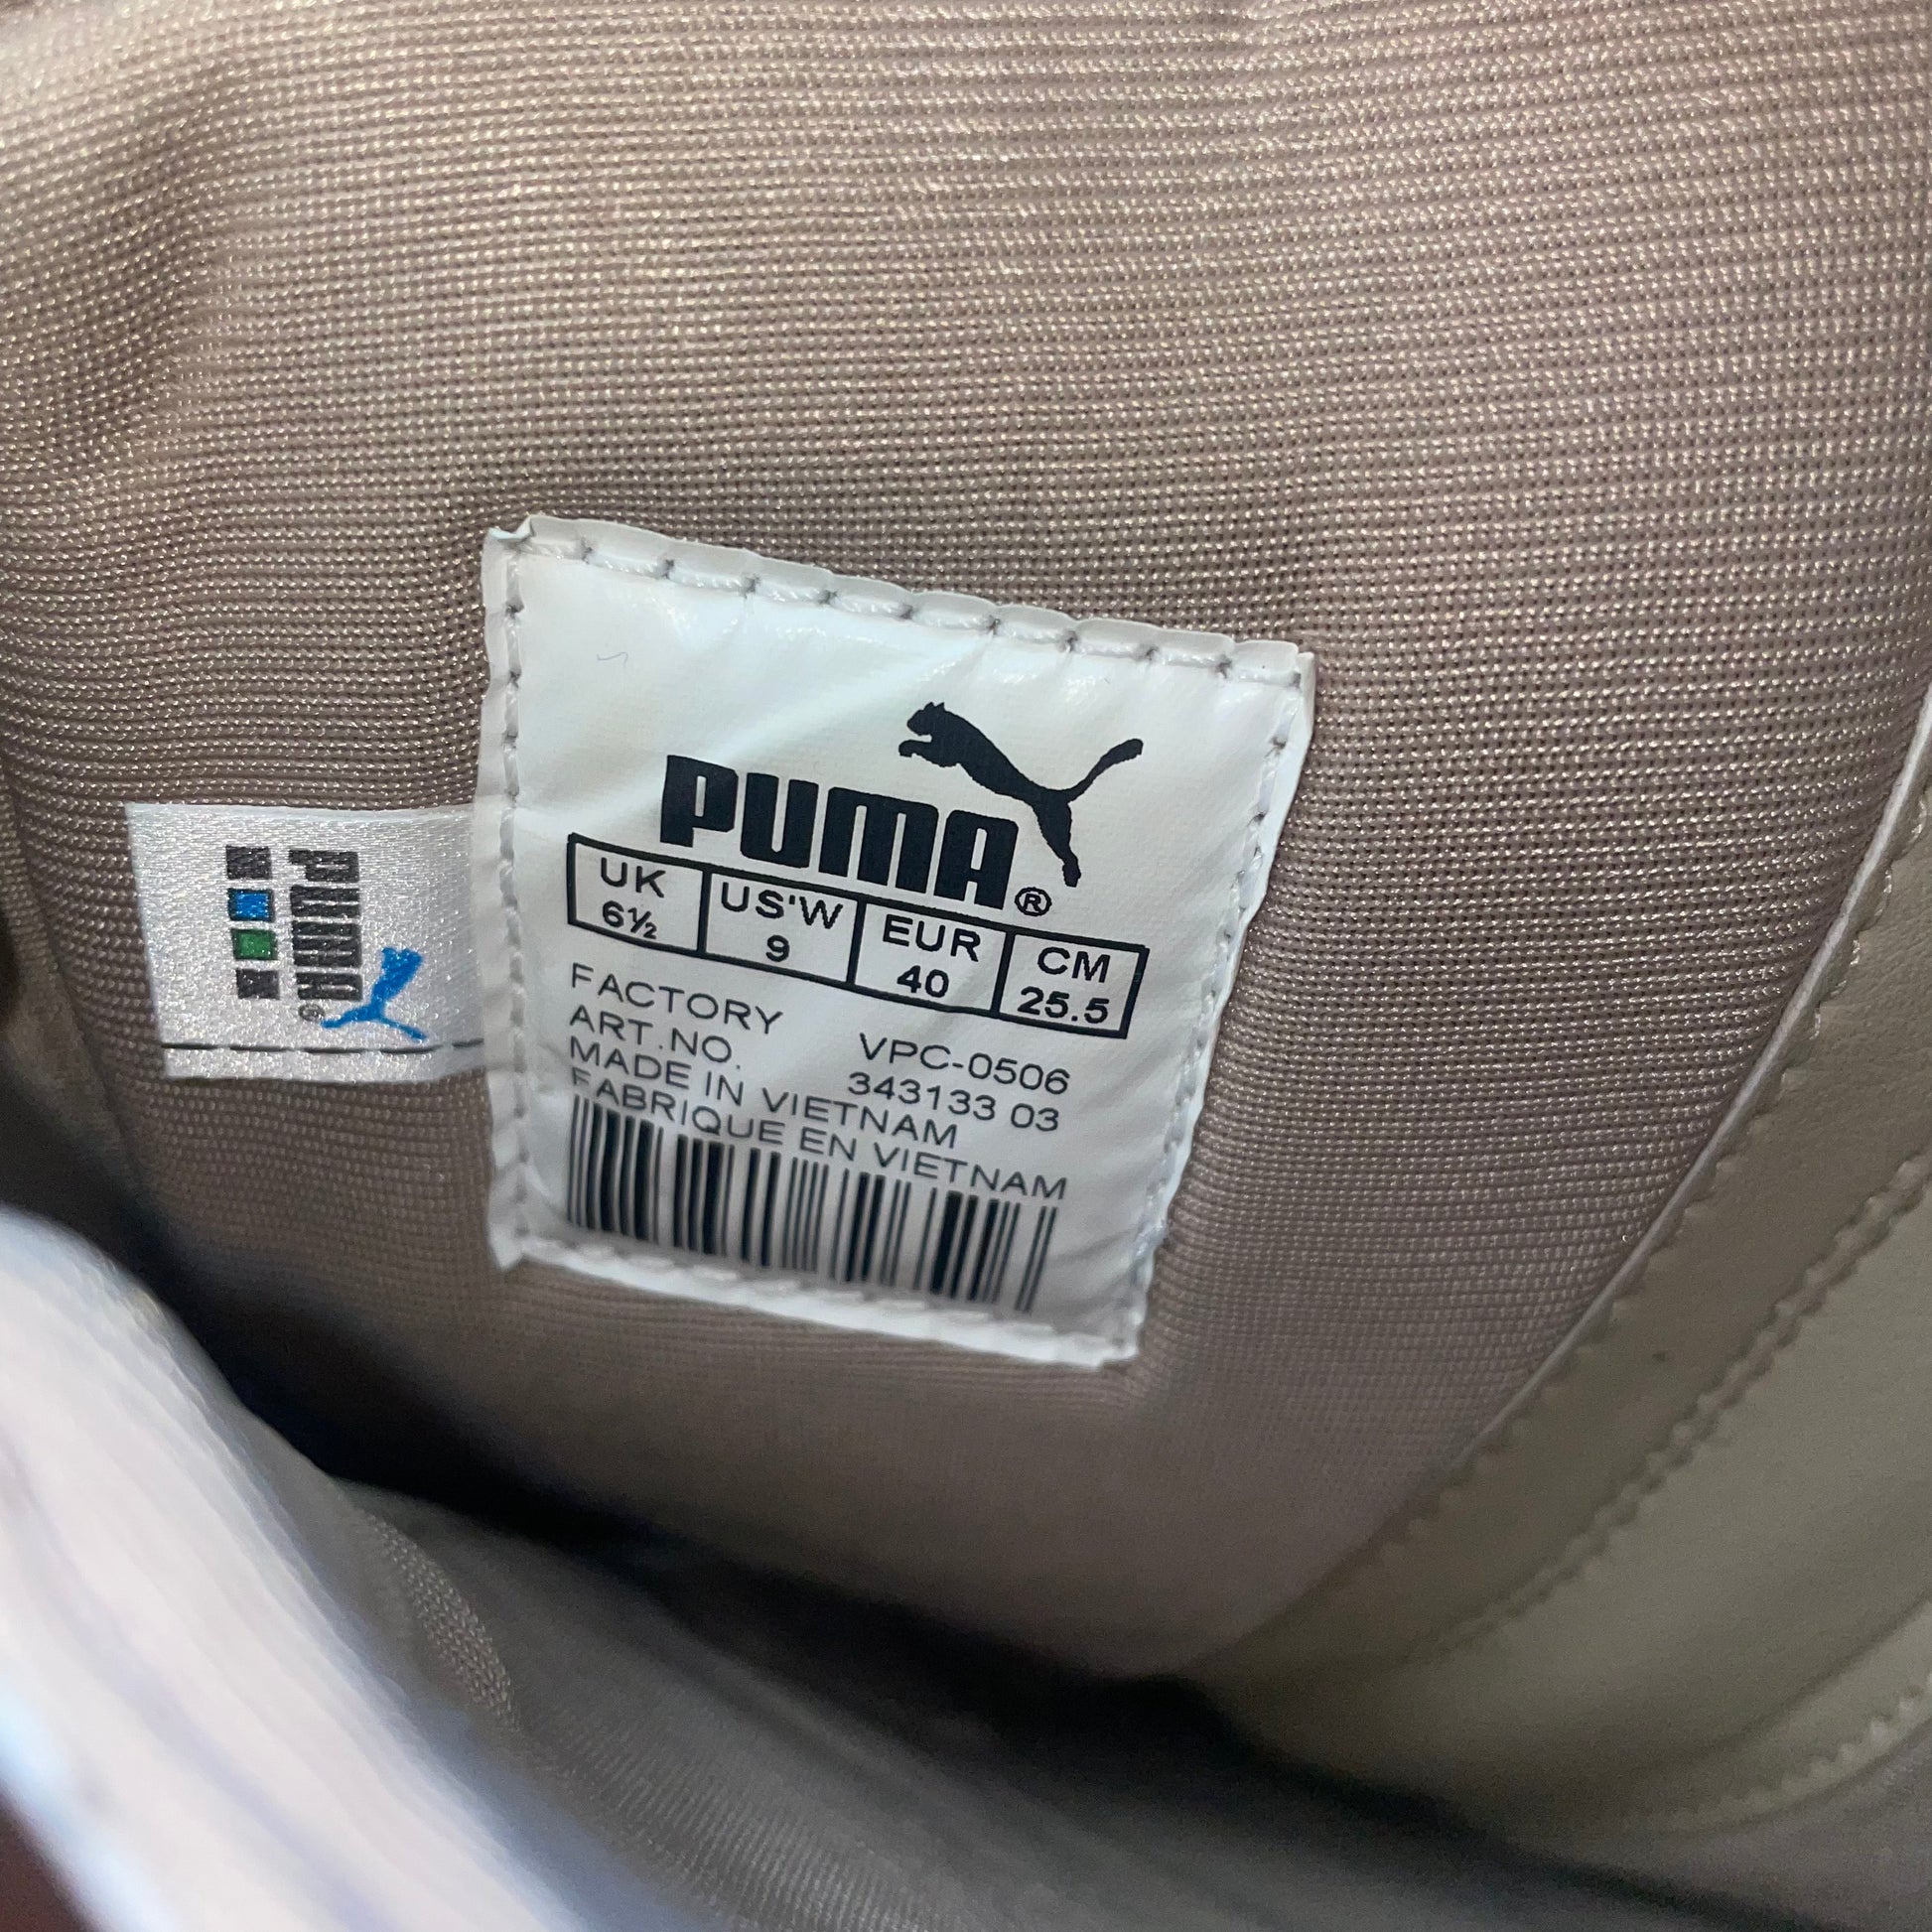 PUMA®
PUMA®
UK US'W EUR CM
6½ 9 40 25.5
FACTORY VPC-0506
ART.NO. 343133 03
MADE IN VIETNAM
FABRIQUE EN VIETNAM